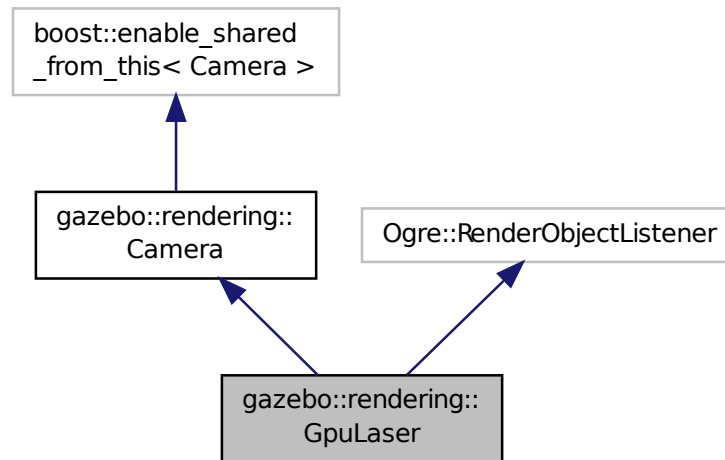 boost::enable_shared
_from_this< Camera >
gazebo::rendering::
Camera
Ogre::RenderObjectListener
gazebo::rendering::
GpuLaser